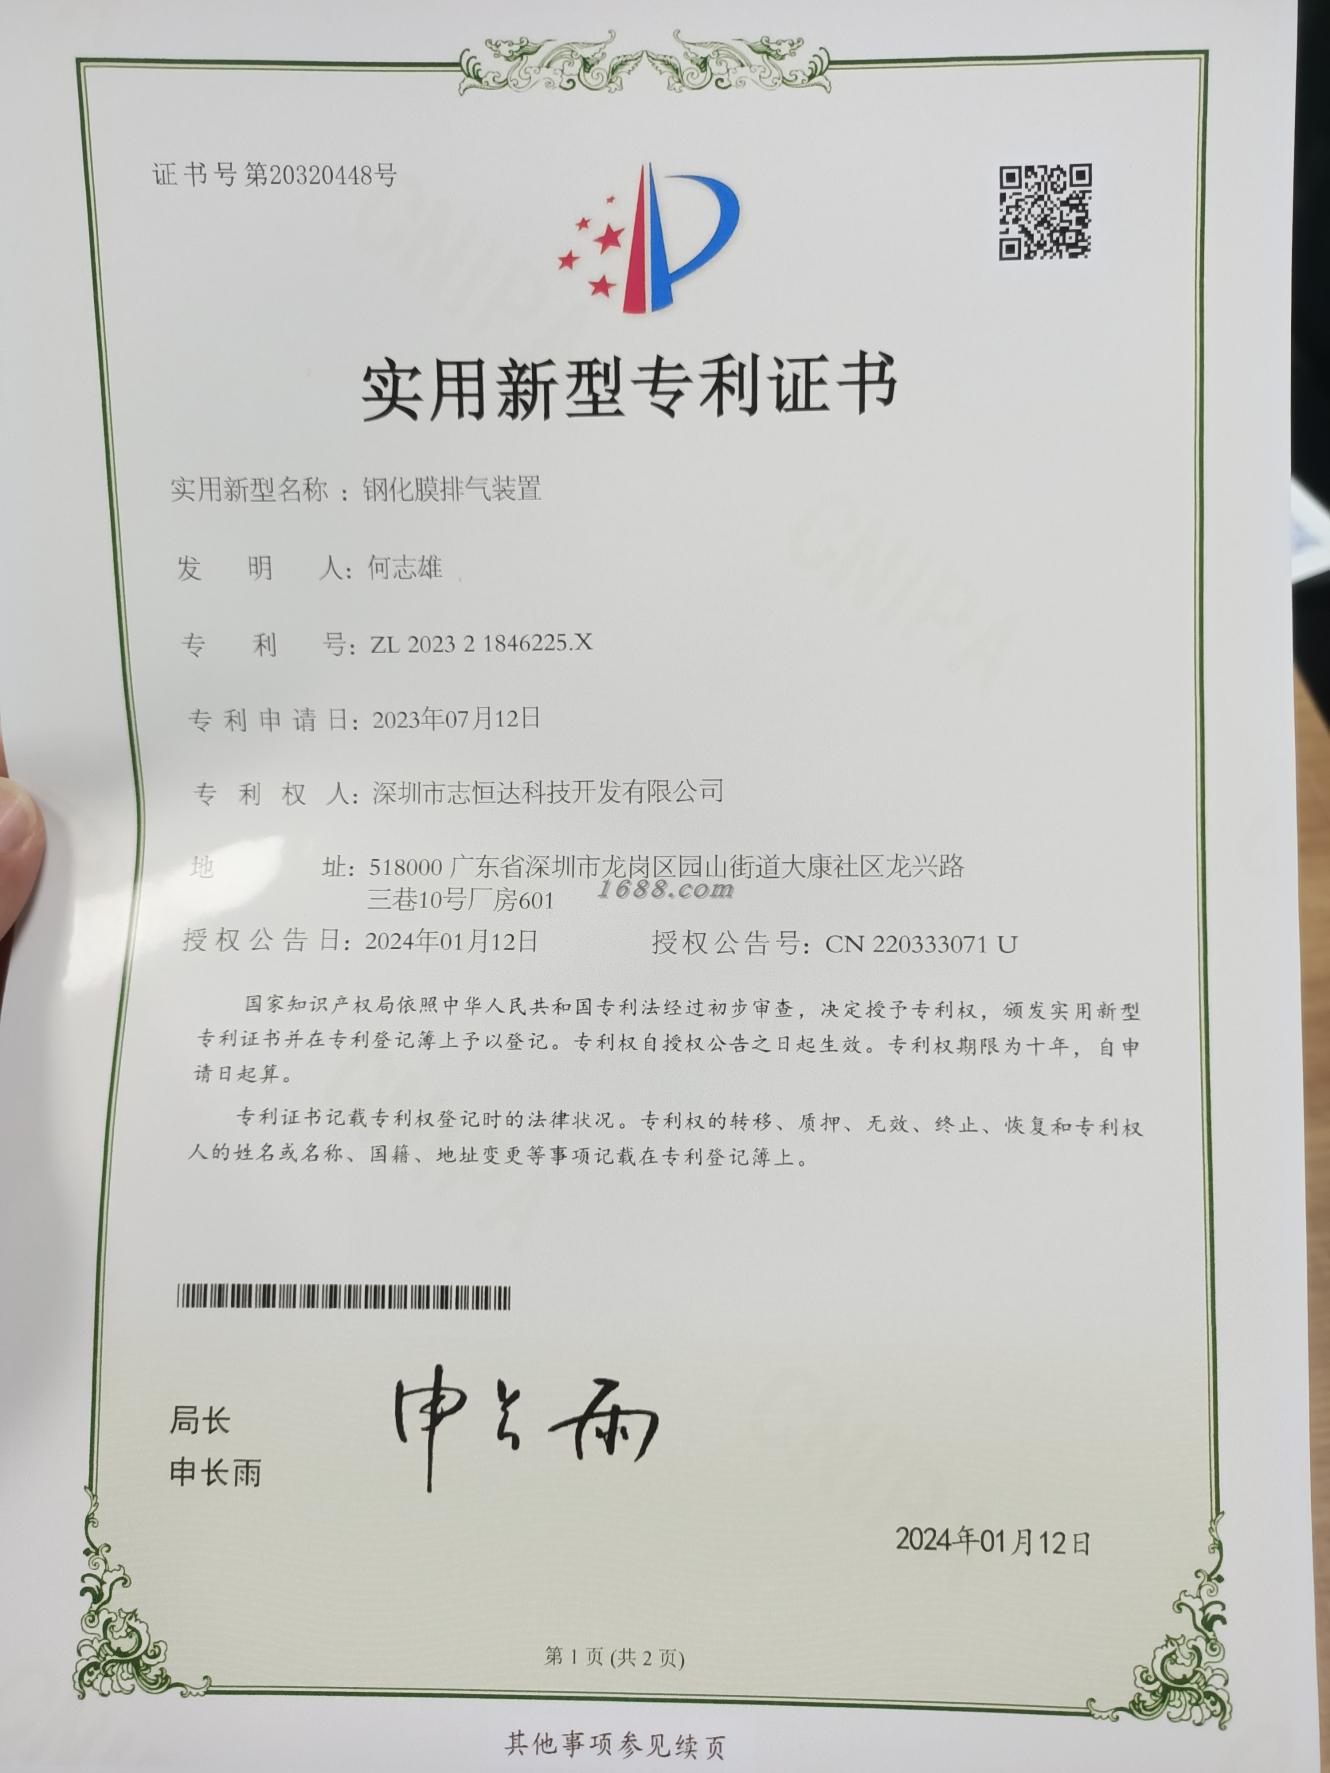 证书号第20320448号
实用新型专利证书
实用新型名称：钢化膜排气装置
发明人：何志雄
专利号：ZL 2023 2 1846225.X
专利申请日：2023年07月12日
专利权人：深圳市志恒达科技开发有限公司
地址：518000 广东省深圳市龙岗区园山街道大康社区龙兴路
三巷10号厂房601
1688.com
授权公告日：2024年01月12日 授权公告号：CN 220333071 U
国家知识产权局依照中华人民共和国专利法经过初步审查，决定授予专利权，颁发实用新型
专利证书并在专利登记簿上予以登记。专利权自授权公告之日起生效。专利权期限为十年，自申
请日起算。
专利证书记载专利权登记时的法律状况。专利权的转移、质押、无效、终止、恢复和专利权
人的姓名或名称、国籍、地址变更等事项记载在专利登记簿上。
局长
申长雨
申长雨
2024年01月12日
第 1 页 (共 2 页)
其他事项参见续页
CNIPA
CNIPA
CNIPA
CNIPA